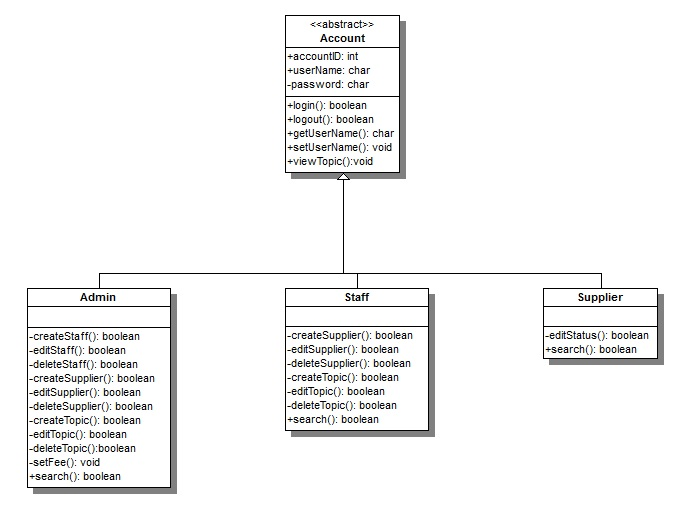 <<abstract>>
Account
+accountID: int
+userName: char
-password: char
+login(): boolean
+logout(): boolean
+getUserName(): char
+setUserName(): void
+viewTopic():void
Admin
-createStaff(): boolean
-editStaff(): boolean
-deleteStaff(): boolean
-createSupplier(): boolean
-editSupplier(): boolean
-deleteSupplier(): boolean
-createTopic(): boolean
-editTopic(): boolean
-deleteTopic():boolean
-setFee(): void
+search(): boolean
Staff
-createSupplier(): boolean
-editSupplier(): boolean
-deleteSupplier(): boolean
-createTopic(): boolean
-editTopic(): boolean
-deleteTopic(): boolean
+search(): boolean
Supplier
-editStatus(): boolean
+search(): boolean